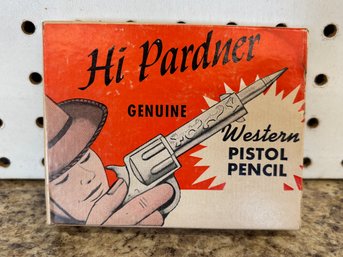 Hi Pardner
GENUINE
Western
PISTOL
PENCIL